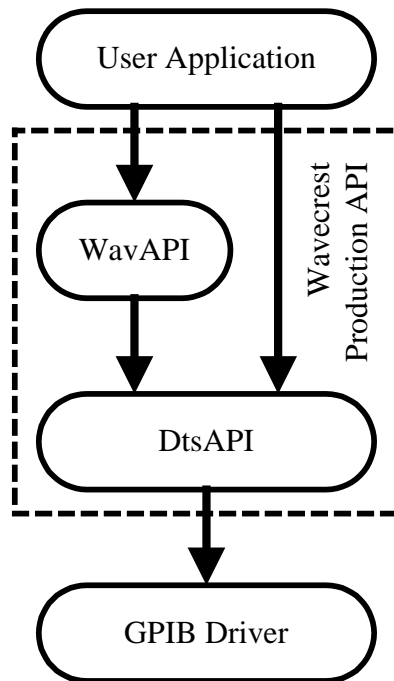 User Application
WavAPI
Wavecrest
Production API
DtsAPI
GPIB Driver